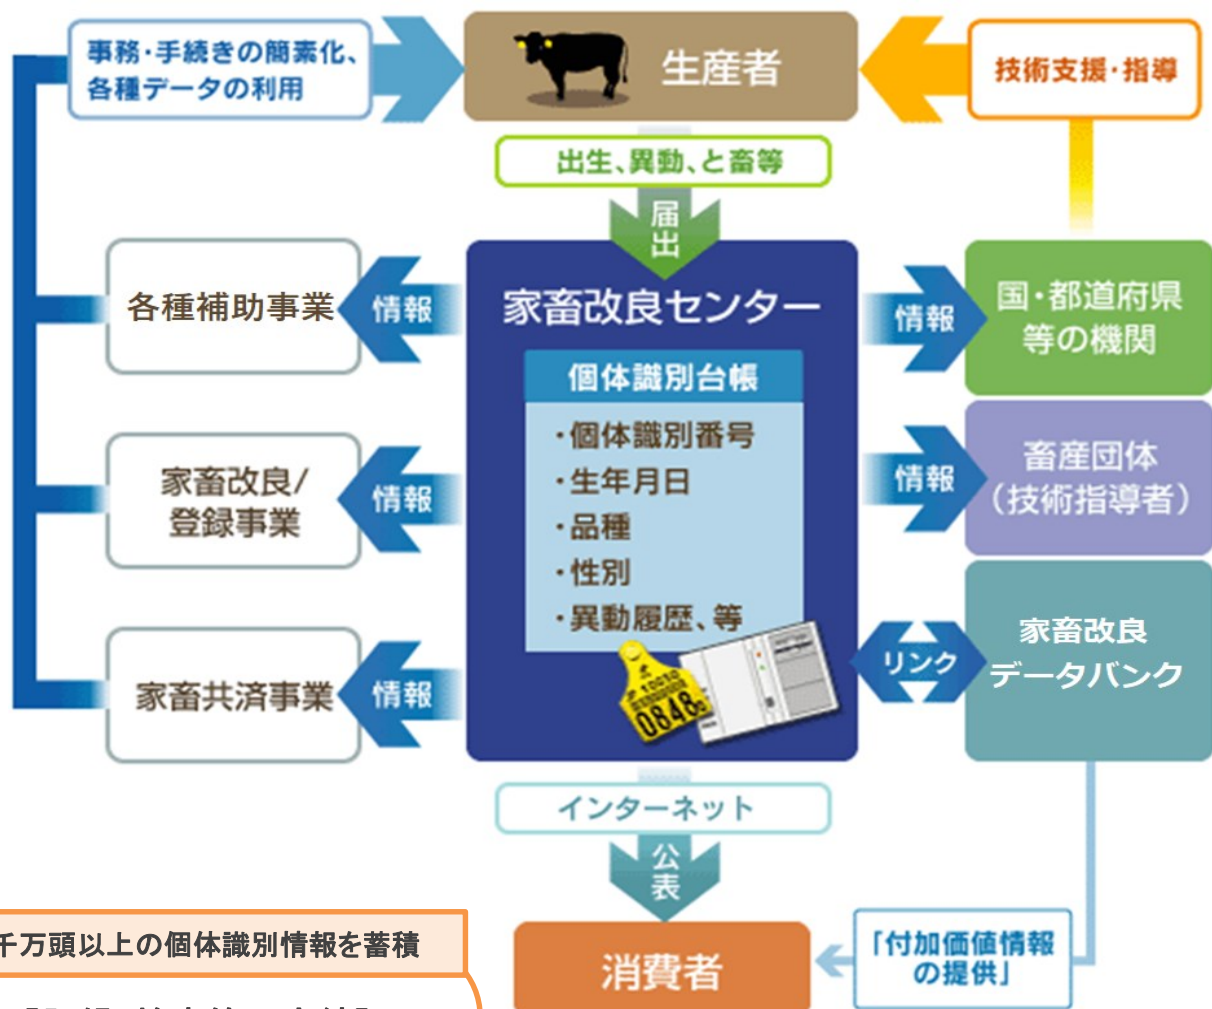 事務・手続きの簡素化、
各種データの利用
生産者
技術支援・指導
出生、異動、と畜等
届出
各種補助事業
情報
家畜改良センター
情報
国・都道府県
等の機関
個体識別台帳
・個体識別番号
・生年月日
・品種
・性別
・異動履歴、等
家畜改良/
登録事業
情報
情報
畜産団体
（技術指導者）
家畜共済事業
情報
0848
リンク
家畜改良
データバンク
インターネット
公表
千万頭以上の個体識別情報を蓄積
消費者
「付加価値情報
の提供」